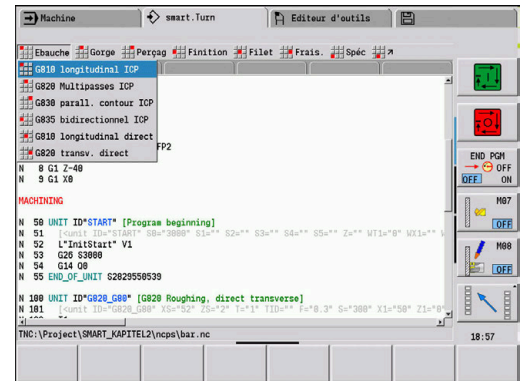 Machine
smart.Turn
Editeur d'outils
Ebauche Gorge Perçag Finition Filet Frais. Spéc
G810 longitudinal ICP
G820 Multipasses ICP
G830 parall. contour ICP
G835 bidirectionnel ICP
G810 longitudinal direct
G820 transv. direct
FP2
N 8 G1 Z-40
N 9 G1 X0
MACHINING
N 50 UNIT ID"START" [Program beginning]
N 51 [<unit ID="START" S0="3000" S1="" S2="" S3="" S4="" S5="" Z="" WT1="0" WX1=""
N 52 L"InitStart" V1
N 53 G26 S3000
N 54 G14 Q0
N 55 END_OF_UNIT S2829550539
N 100 UNIT ID"G820_G80" [G820 Roughing, direct transverse]
N 101 [<unit ID="G820_G80" XS="52" ZS="2" T="1" TID="" F="0.3" S="300" X1="50" Z1="0"
TNC:\Project\SMART_KAPITEL2\ncps\bar.nc
END PGM
OFF
OFF ON
M07
OFF
M08
OFF
18:57